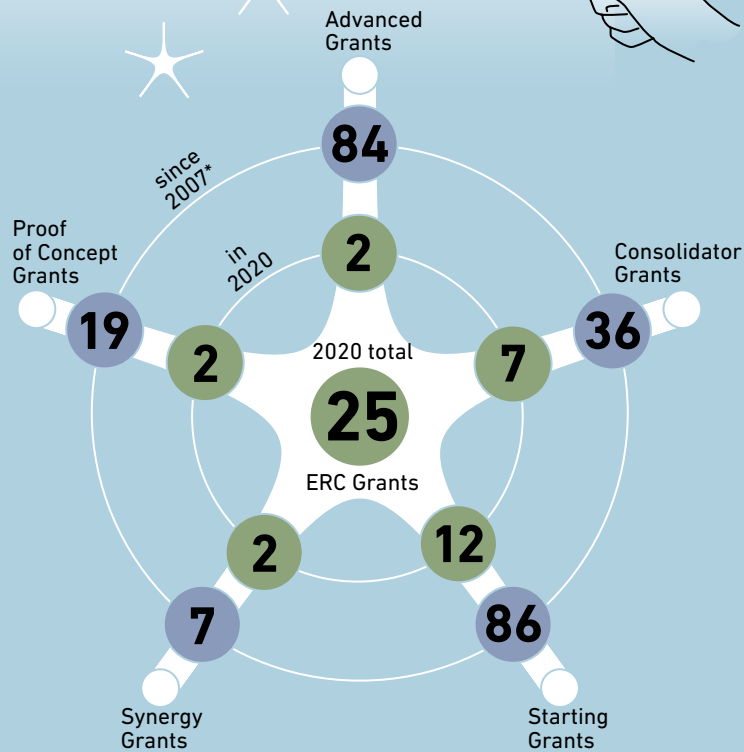 Advanced
Grants
84
since
2007*
in
2020
2
Proof
of Concept
Grants
19
2
Consolidator
Grants
36
7
2020 total
25
ERC Grants
2
7
Synergy
Grants
12
86
Starting
Grants